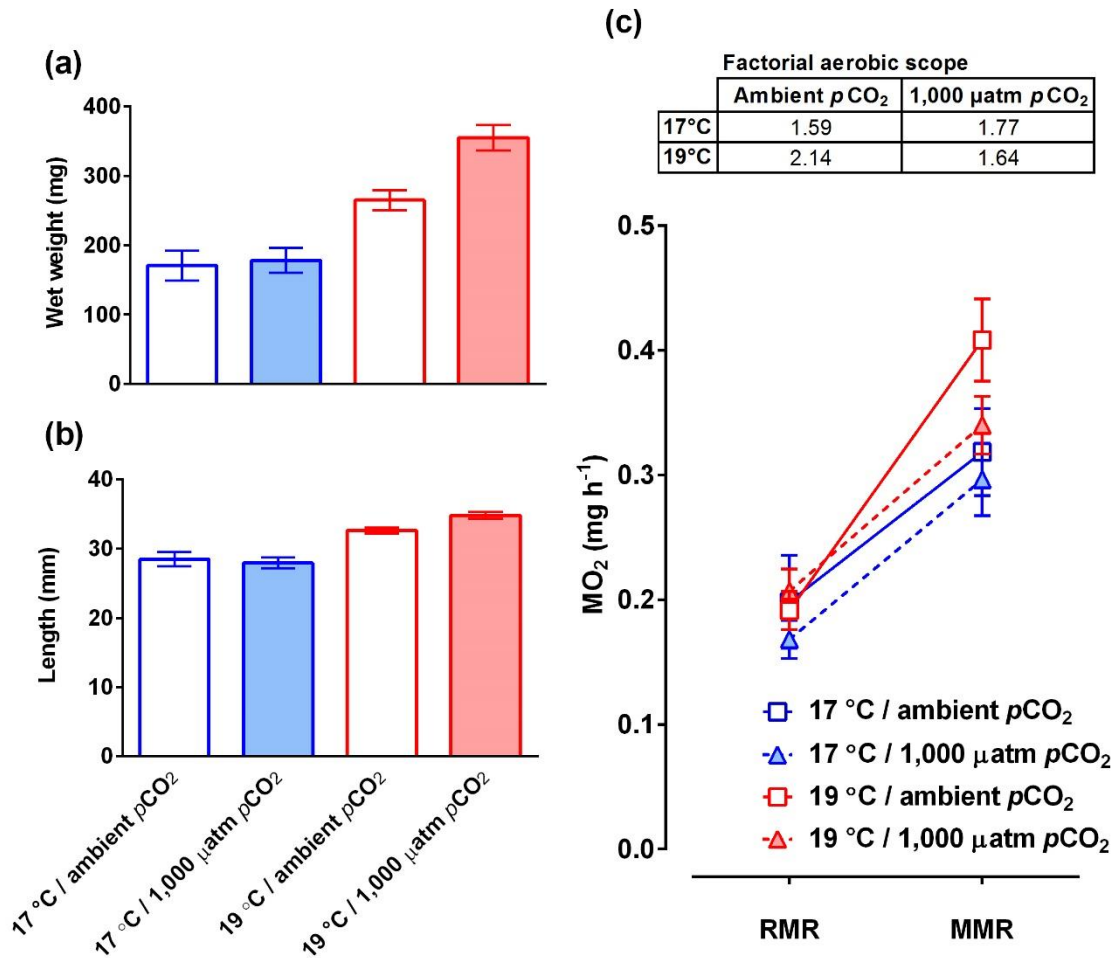 (a)
Wet weight (mg)
400
300
200
100
0
(b)
Length (mm)
40
30
20
10
0
17 °C / ambient pCO₂
17 °C / 1,000 µatm pCO₂
19 °C / ambient pCO₂
19 °C / 1,000 µatm pCO₂
(c)
Factorial aerobic scope
Ambient pCO₂ 1,000 µatm pCO₂
17°C 1.59 1.77
19°C 2.14 1.64
MO₂ (mg h⁻¹)
0.5
0.4
0.3
0.2
0.1
0.0
17 °C / ambient pCO₂
17 °C / 1,000 µatm pCO₂
19 °C / ambient pCO₂
19 °C / 1,000 µatm pCO₂
RMR MMR